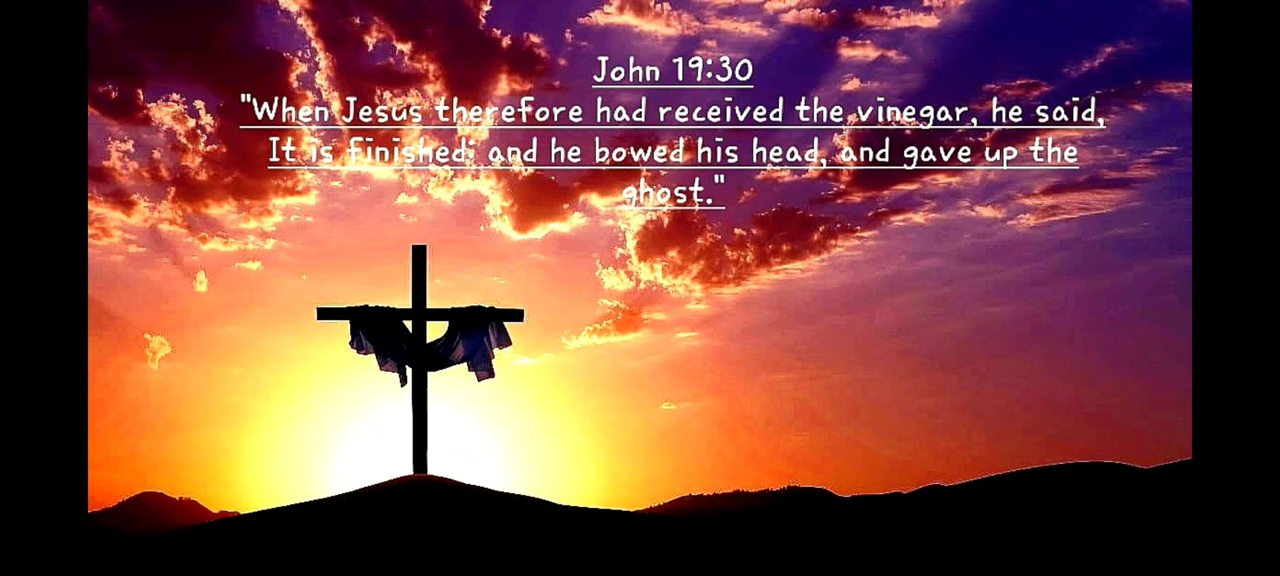 John 19:30
"When Jesus therefore had received the vinegar, he said,
It is finished: and he bowed his head, and gave up the
ghost."